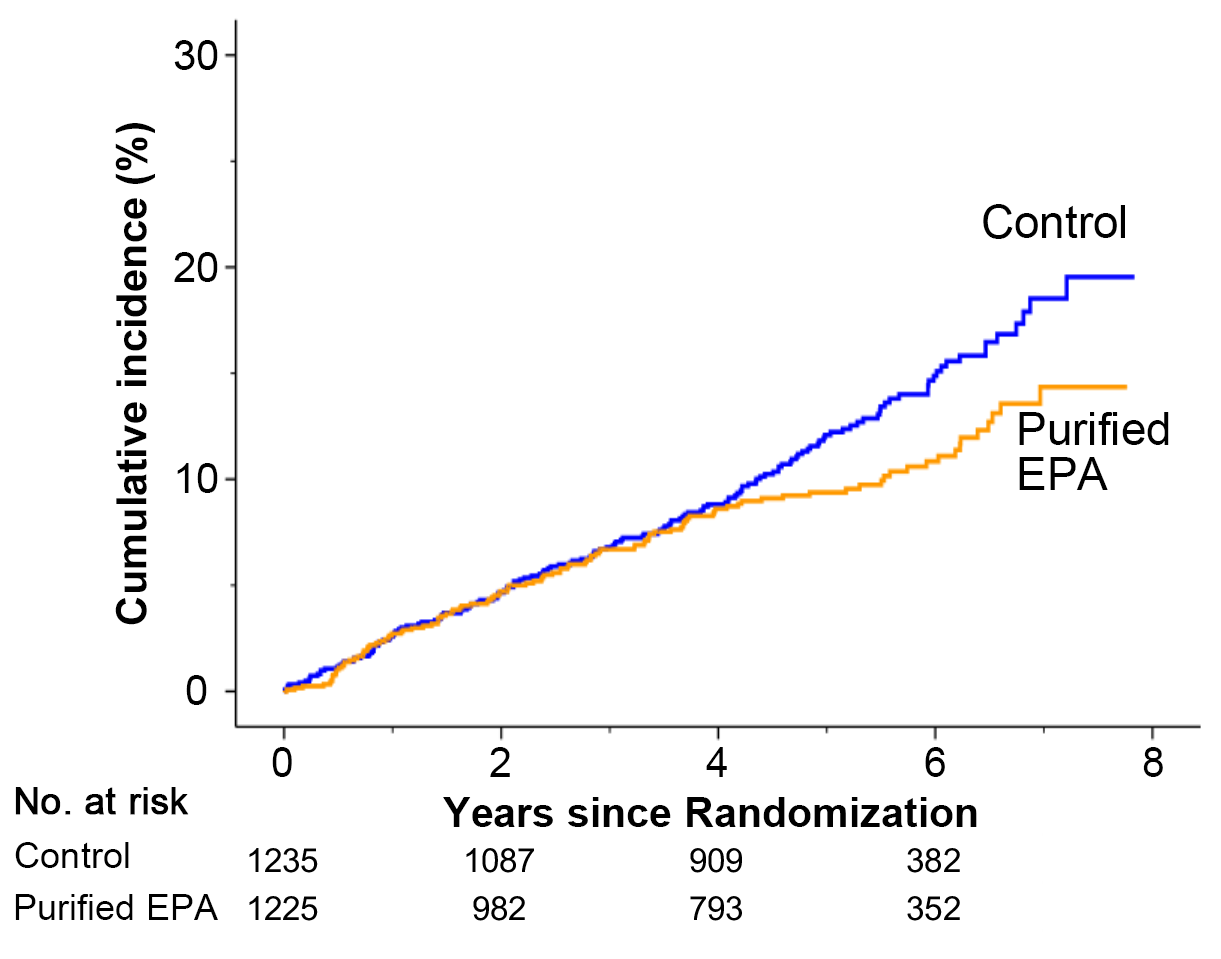 30
20
10
0
Cumulative incidence (%)
Control
Purified
EPA
0 2 4 6 8
Years since Randomization
No. at risk
Control 1235 1087 909 382
Purified EPA 1225 982 793 352